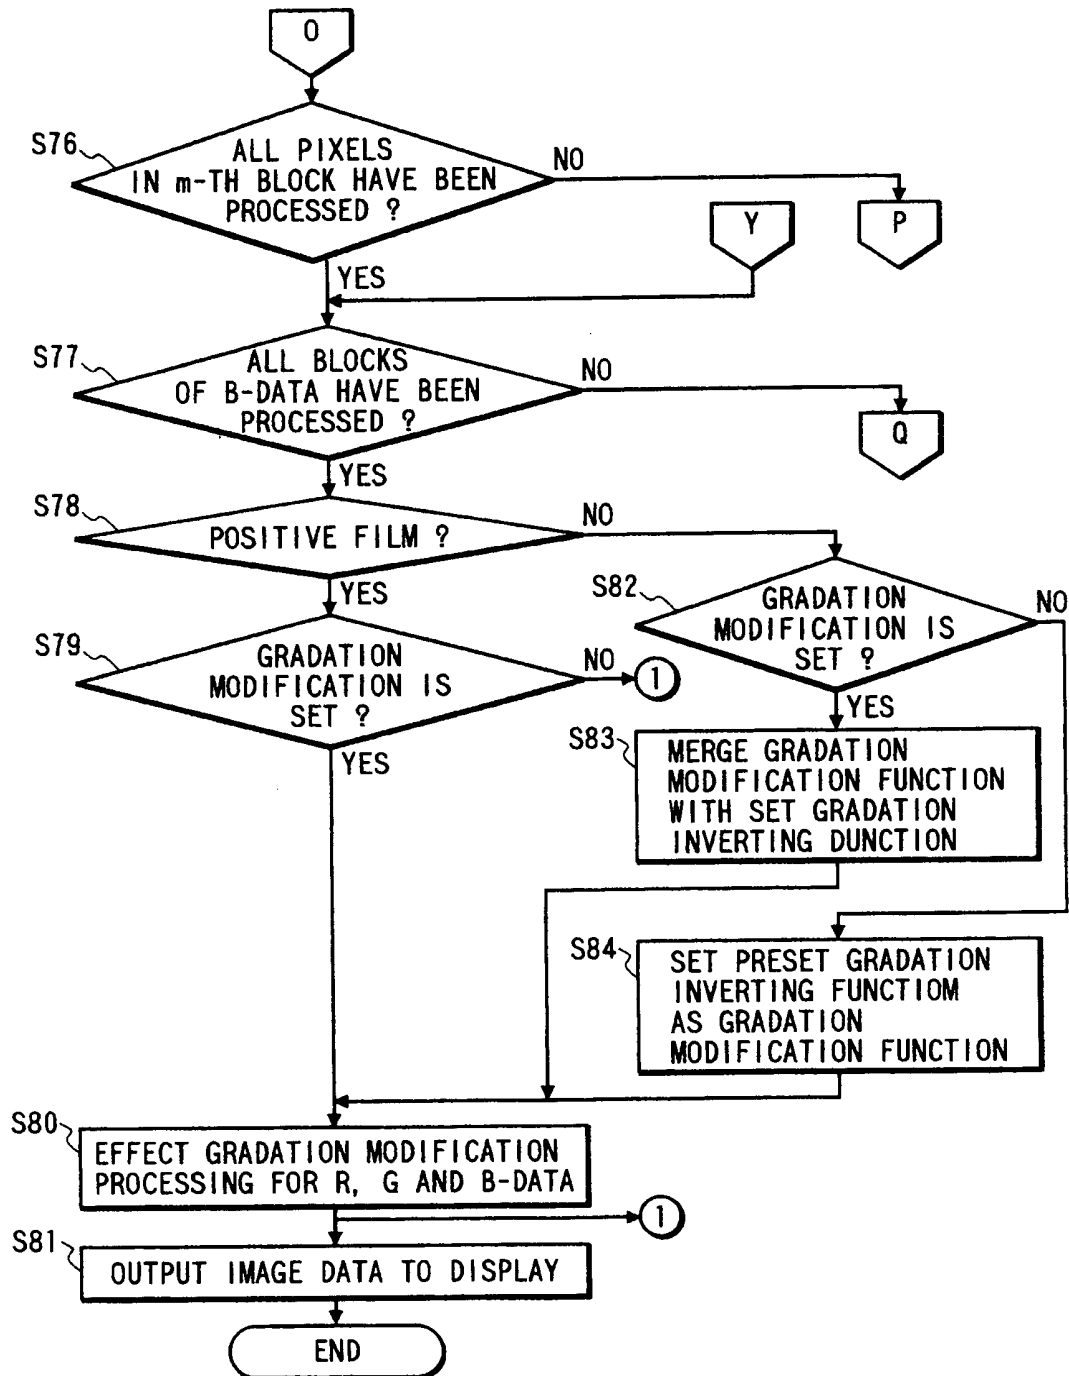 O
S76
ALL PIXELS
IN m-TH BLOCK HAVE BEEN
PROCESSED ?
NO
P
Y
YES
S77
ALL BLOCKS
OF B-DATA HAVE BEEN
PROCESSED ?
NO
Q
YES
S78
POSITIVE FILM ?
NO
YES
S79
GRADATION
MODIFICATION IS
SET ?
NO
1
YES
S82
GRADATION
MODIFICATION IS
SET ?
NO
YES
S83
MERGE GRADATION
MODIFICATION FUNCTION
WITH SET GRADATION
INVERTING DUNCTION
S84
SET PRESET GRADATION
INVERTING FUNCTIOM
AS GRADATION
MODIFICATION FUNCTION
S80
EFFECT GRADATION MODIFICATION
PROCESSING FOR R, G AND B-DATA
1
S81
OUTPUT IMAGE DATA TO DISPLAY
END